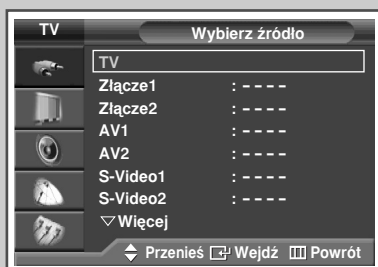 TV
Wybierz źródło
TV
Złącze1 : - - - -
Złącze2 : - - - -
AV1 : - - - -
AV2 : - - - -
S-Video1 : - - - -
S-Video2 : - - - -
▽ Więcej
Przenieś Wejdź Powrót